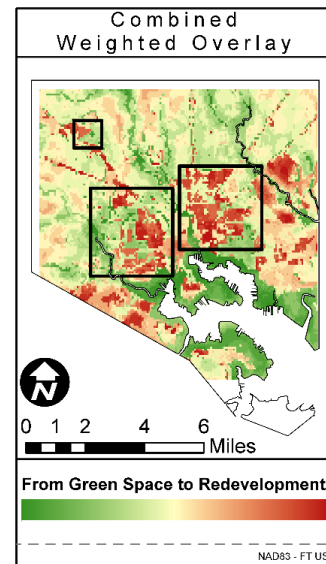 Combined
Weighted Overlay
N
0 1 2 4 6
Miles
From Green Space to Redevelopment
NAD83 - FT US